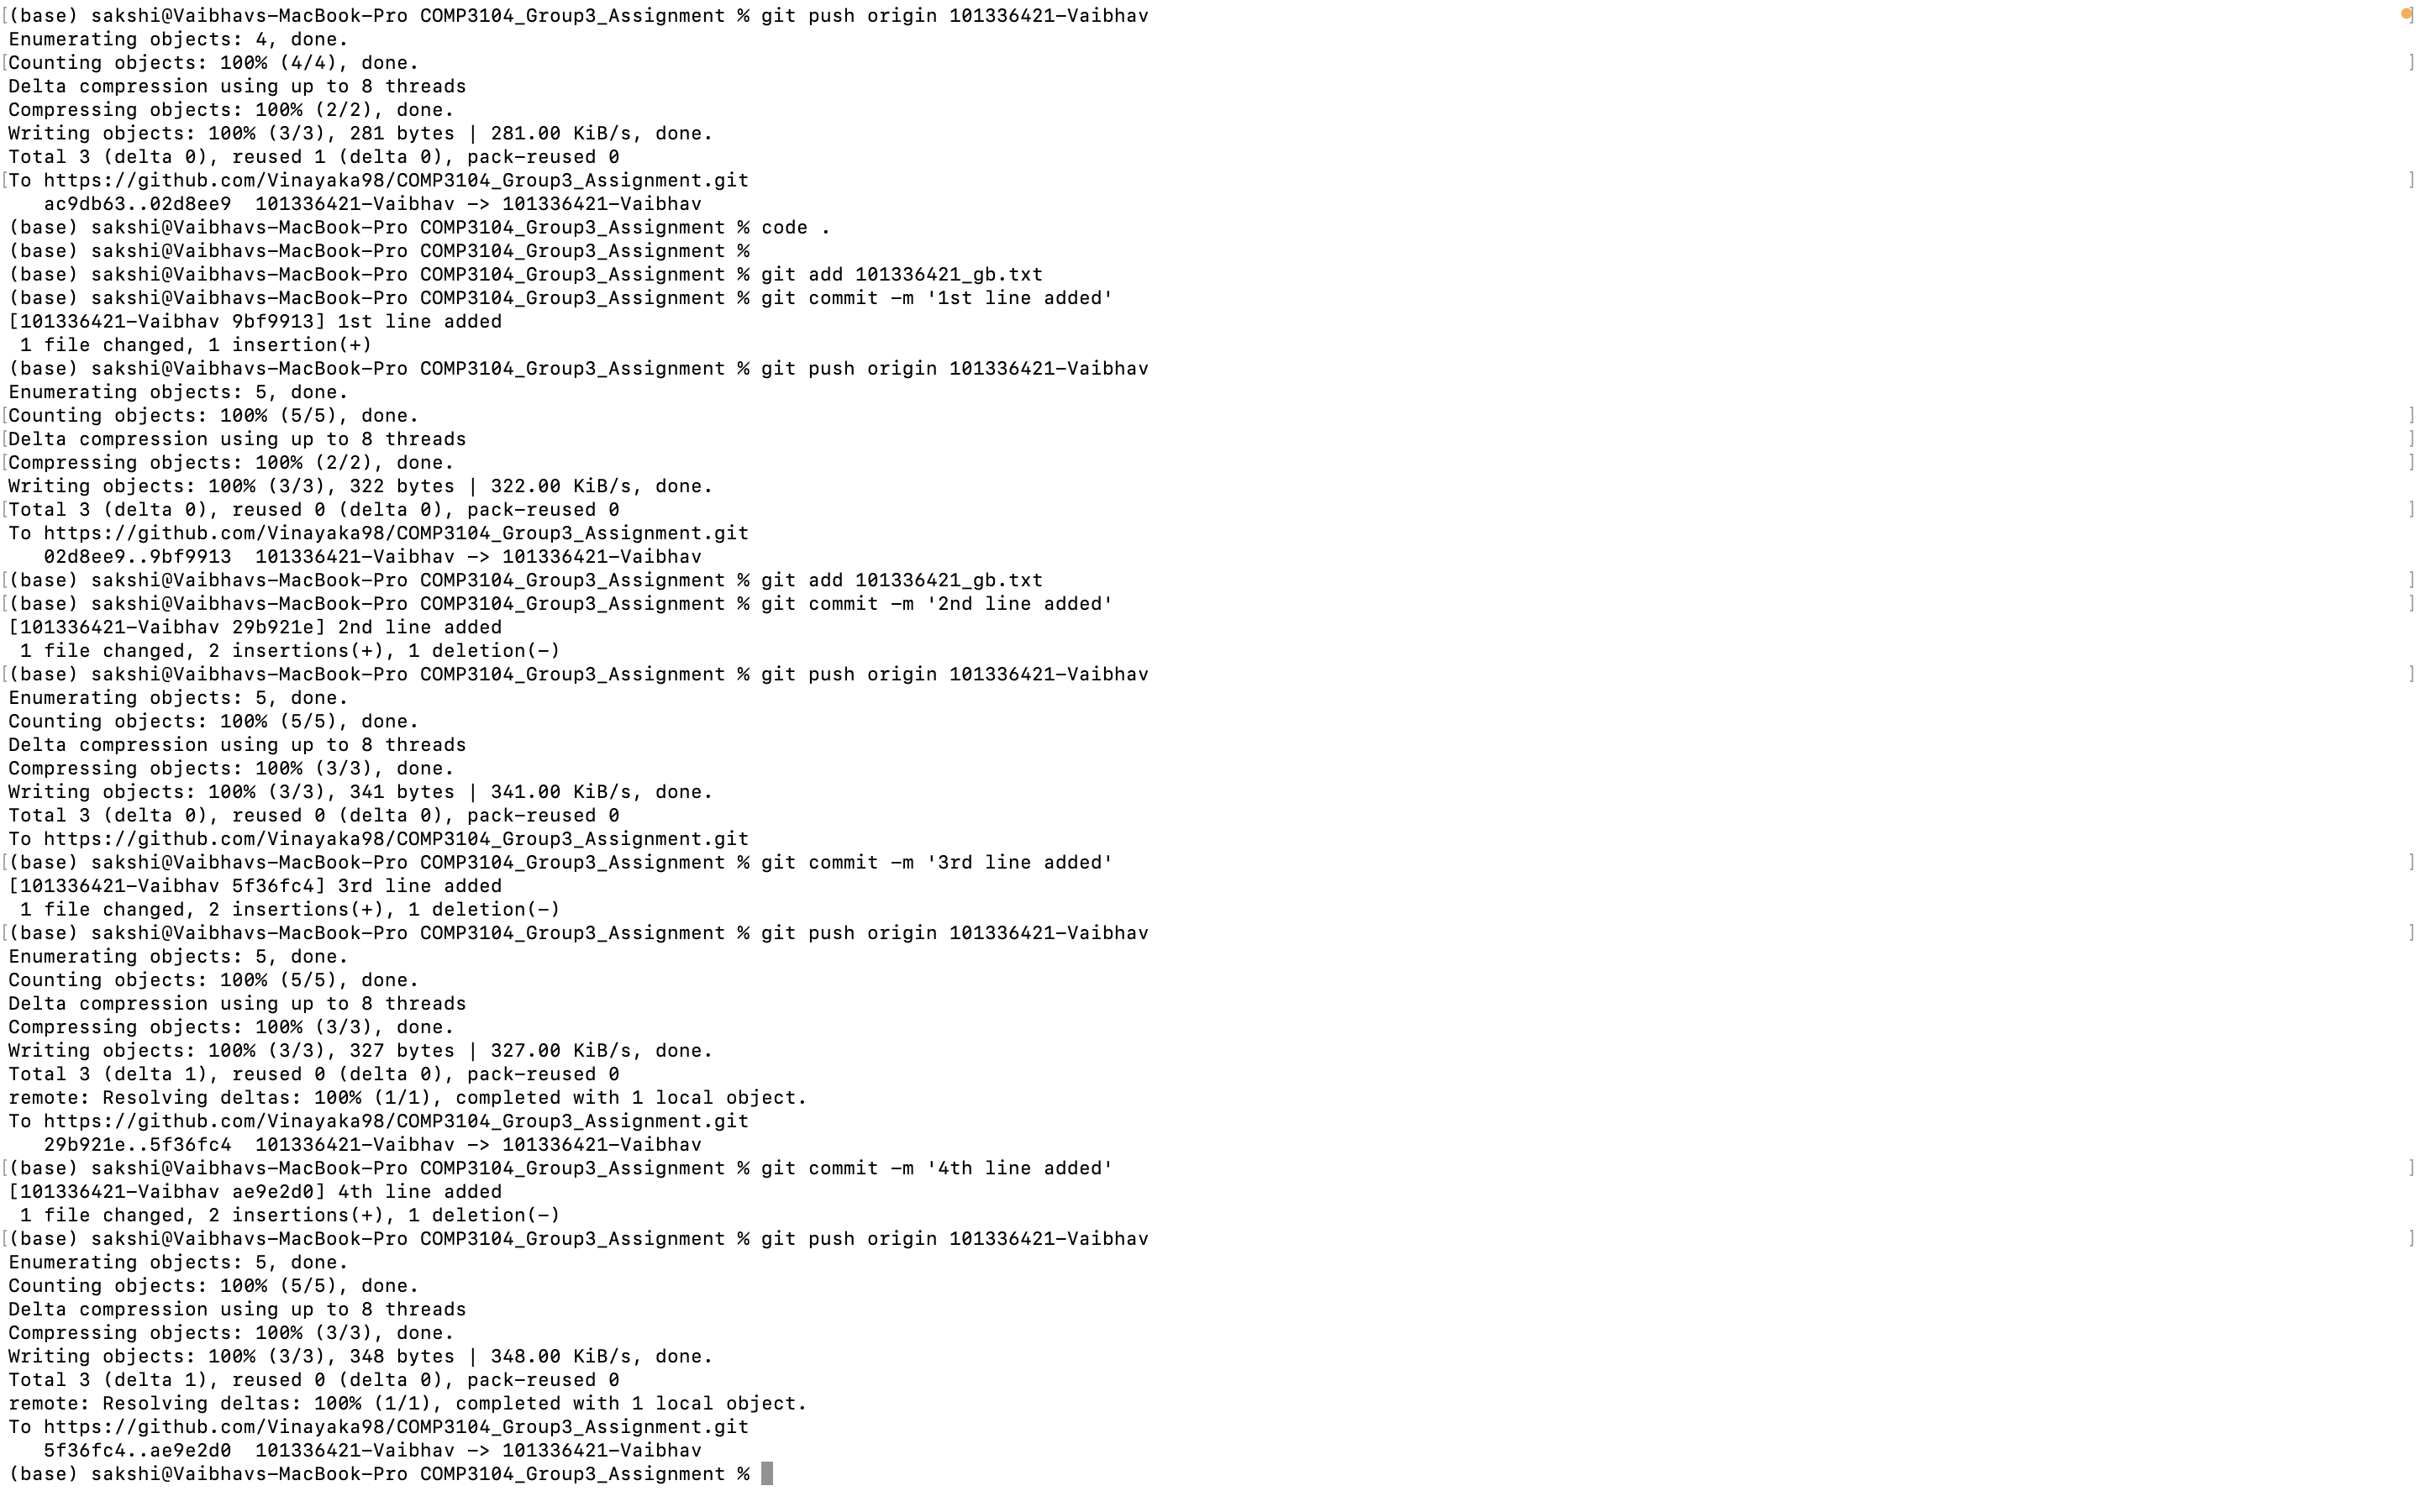 (base) sakshi@Vaibhavs-MacBook-Pro COMP3104_Group3_Assignment % git push origin 101336421-Vaibhav
Enumerating objects: 4, done.
Counting objects: 100% (4/4), done.
Delta compression using up to 8 threads
Compressing objects: 100% (2/2), done.
Writing objects: 100% (3/3), 281 bytes | 281.00 KiB/s, done.
Total 3 (delta 0), reused 1 (delta 0), pack-reused 0
To https://github.com/Vinayaka98/COMP3104_Group3_Assignment.git
   ac9db63..02d8ee9  101336421-Vaibhav -> 101336421-Vaibhav
(base) sakshi@Vaibhavs-MacBook-Pro COMP3104_Group3_Assignment % code .
(base) sakshi@Vaibhavs-MacBook-Pro COMP3104_Group3_Assignment %
(base) sakshi@Vaibhavs-MacBook-Pro COMP3104_Group3_Assignment % git add 101336421_gb.txt
(base) sakshi@Vaibhavs-MacBook-Pro COMP3104_Group3_Assignment % git commit -m '1st line added'
[101336421-Vaibhav 9bf9913] 1st line added
 1 file changed, 1 insertion(+)
(base) sakshi@Vaibhavs-MacBook-Pro COMP3104_Group3_Assignment % git push origin 101336421-Vaibhav
Enumerating objects: 5, done.
Counting objects: 100% (5/5), done.
Delta compression using up to 8 threads
Compressing objects: 100% (2/2), done.
Writing objects: 100% (3/3), 322 bytes | 322.00 KiB/s, done.
Total 3 (delta 0), reused 0 (delta 0), pack-reused 0
To https://github.com/Vinayaka98/COMP3104_Group3_Assignment.git
   02d8ee9..9bf9913  101336421-Vaibhav -> 101336421-Vaibhav
(base) sakshi@Vaibhavs-MacBook-Pro COMP3104_Group3_Assignment % git add 101336421_gb.txt
(base) sakshi@Vaibhavs-MacBook-Pro COMP3104_Group3_Assignment % git commit -m '2nd line added'
[101336421-Vaibhav 29b921e] 2nd line added
 1 file changed, 2 insertions(+), 1 deletion(-)
(base) sakshi@Vaibhavs-MacBook-Pro COMP3104_Group3_Assignment % git push origin 101336421-Vaibhav
Enumerating objects: 5, done.
Counting objects: 100% (5/5), done.
Delta compression using up to 8 threads
Compressing objects: 100% (3/3), done.
Writing objects: 100% (3/3), 341 bytes | 341.00 KiB/s, done.
Total 3 (delta 0), reused 0 (delta 0), pack-reused 0
To https://github.com/Vinayaka98/COMP3104_Group3_Assignment.git
(base) sakshi@Vaibhavs-MacBook-Pro COMP3104_Group3_Assignment % git commit -m '3rd line added'
[101336421-Vaibhav 5f36fc4] 3rd line added
 1 file changed, 2 insertions(+), 1 deletion(-)
(base) sakshi@Vaibhavs-MacBook-Pro COMP3104_Group3_Assignment % git push origin 101336421-Vaibhav
Enumerating objects: 5, done.
Counting objects: 100% (5/5), done.
Delta compression using up to 8 threads
Compressing objects: 100% (3/3), done.
Writing objects: 100% (3/3), 327 bytes | 327.00 KiB/s, done.
Total 3 (delta 1), reused 0 (delta 0), pack-reused 0
remote: Resolving deltas: 100% (1/1), completed with 1 local object.
To https://github.com/Vinayaka98/COMP3104_Group3_Assignment.git
   29b921e..5f36fc4  101336421-Vaibhav -> 101336421-Vaibhav
(base) sakshi@Vaibhavs-MacBook-Pro COMP3104_Group3_Assignment % git commit -m '4th line added'
[101336421-Vaibhav ae9e2d0] 4th line added
 1 file changed, 2 insertions(+), 1 deletion(-)
(base) sakshi@Vaibhavs-MacBook-Pro COMP3104_Group3_Assignment % git push origin 101336421-Vaibhav
Enumerating objects: 5, done.
Counting objects: 100% (5/5), done.
Delta compression using up to 8 threads
Compressing objects: 100% (3/3), done.
Writing objects: 100% (3/3), 348 bytes | 348.00 KiB/s, done.
Total 3 (delta 1), reused 0 (delta 0), pack-reused 0
remote: Resolving deltas: 100% (1/1), completed with 1 local object.
To https://github.com/Vinayaka98/COMP3104_Group3_Assignment.git
   5f36fc4..ae9e2d0  101336421-Vaibhav -> 101336421-Vaibhav
(base) sakshi@Vaibhavs-MacBook-Pro COMP3104_Group3_Assignment %